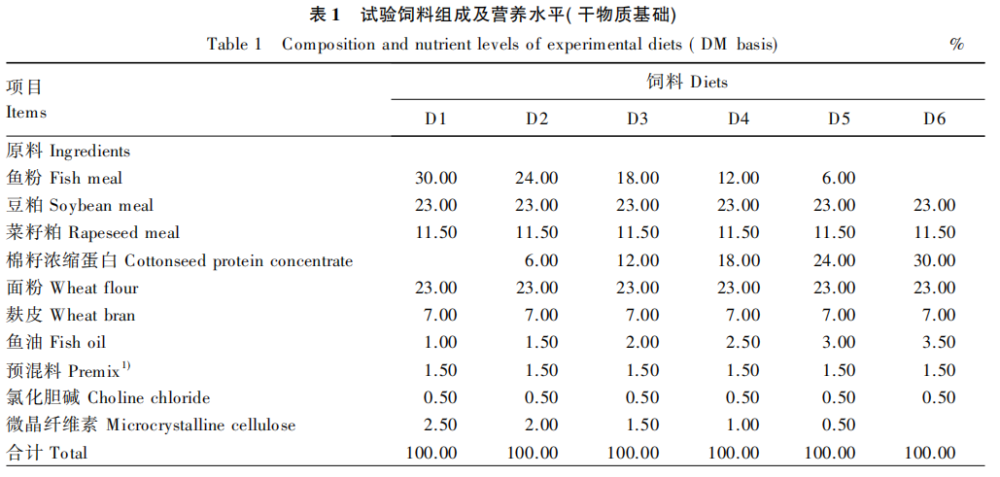 表 1 试验饲料组成及营养水平( 干物质基础)
Table 1 Composition and nutrient levels of experimental diets ( DM basis) %
项目 饲料 Diets
Items D1 D2 D3 D4 D5 D6
原料 Ingredients
鱼粉 Fish meal 30.00 24.00 18.00 12.00 6.00
豆粕 Soybean meal 23.00 23.00 23.00 23.00 23.00 23.00
菜籽粕 Rapeseed meal 11.50 11.50 11.50 11.50 11.50 11.50
棉籽浓缩蛋白 Cottonseed protein concentrate 6.00 12.00 18.00 24.00 30.00
面粉 Wheat flour 23.00 23.00 23.00 23.00 23.00 23.00
麸皮 Wheat bran 7.00 7.00 7.00 7.00 7.00 7.00
鱼油 Fish oil 1.00 1.50 2.00 2.50 3.00 3.50
预混料 Premix1) 1.50 1.50 1.50 1.50 1.50 1.50
氯化胆碱 Choline chloride 0.50 0.50 0.50 0.50 0.50 0.50
微晶纤维素 Microcrystalline cellulose 2.50 2.00 1.50 1.00 0.50
合计 Total 100.00 100.00 100.00 100.00 100.00 100.00